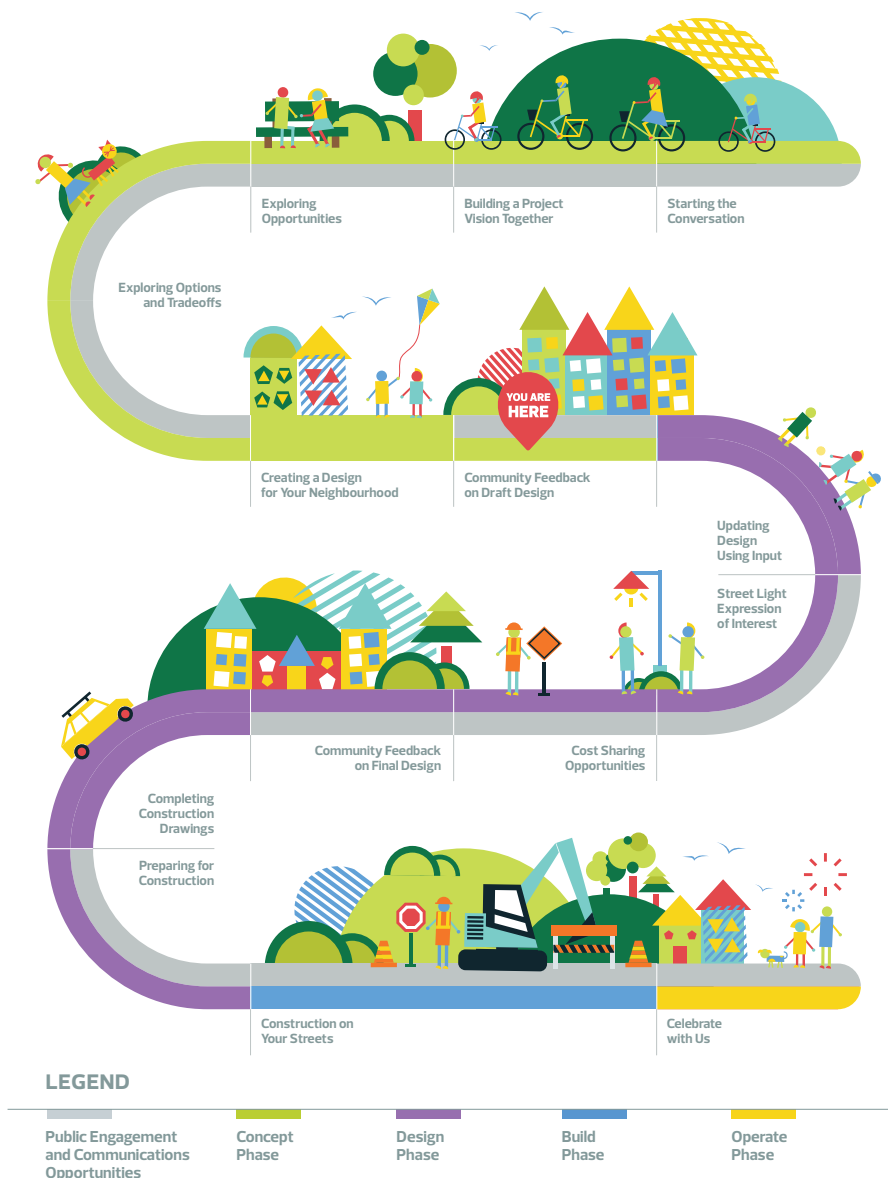 Exploring
Opportunities
Building a Project
Vision Together
Starting the
Conversation
Exploring Options
and Tradeoffs
YOU ARE
HERE
Creating a Design
for Your Neighbourhood
Community Feedback
on Draft Design
Updating
Design
Using Input
Street Light
Expression
of Interest
Community Feedback
on Final Design
Cost Sharing
Opportunities
Completing
Construction
Drawings
Preparing for
Construction
Construction on
Your Streets
Celebrate
with Us
LEGEND
Public Engagement
and Communications
Opportunities
Concept
Phase
Design
Phase
Build
Phase
Operate
Phase